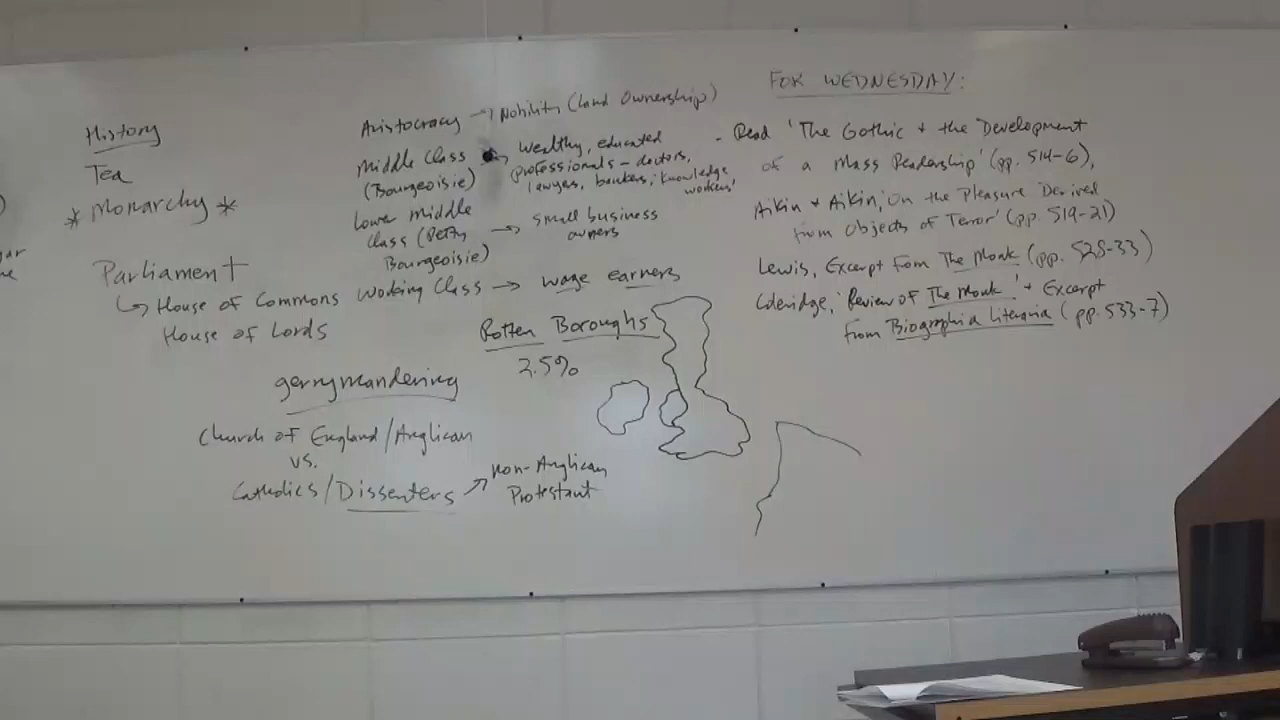 History
Tea
* Monarchy *
Parliament
↳ House of Commons
House of Lords
Aristocracy → Nobility (land ownership)
Middle Class → Wealthy, educated
(Bourgeoisie) professionals – doctors,
lawyers, bankers, 'knowledge
workers'
Lower middle
class (Petty → small business
Bourgeoisie) owners
Working Class → wage earners
Rotten Boroughs
2.5%
gerrymandering
Church of England/Anglican
vs.
Catholics/Dissenters → non-Anglican
Protestant
FOR WEDNESDAY:
- Read 'The Gothic + the Development
of a Mass Readership' (pp. 514-6),
Aikin + Aikin, 'On the Pleasure Derived
from Objects of Terror' (pp. 519-21)
Lewis, Excerpt from The Monk (pp. 528-33)
Coleridge, 'Review of The Monk' + Excerpt
from Biographia Literaria (pp. 533-7)